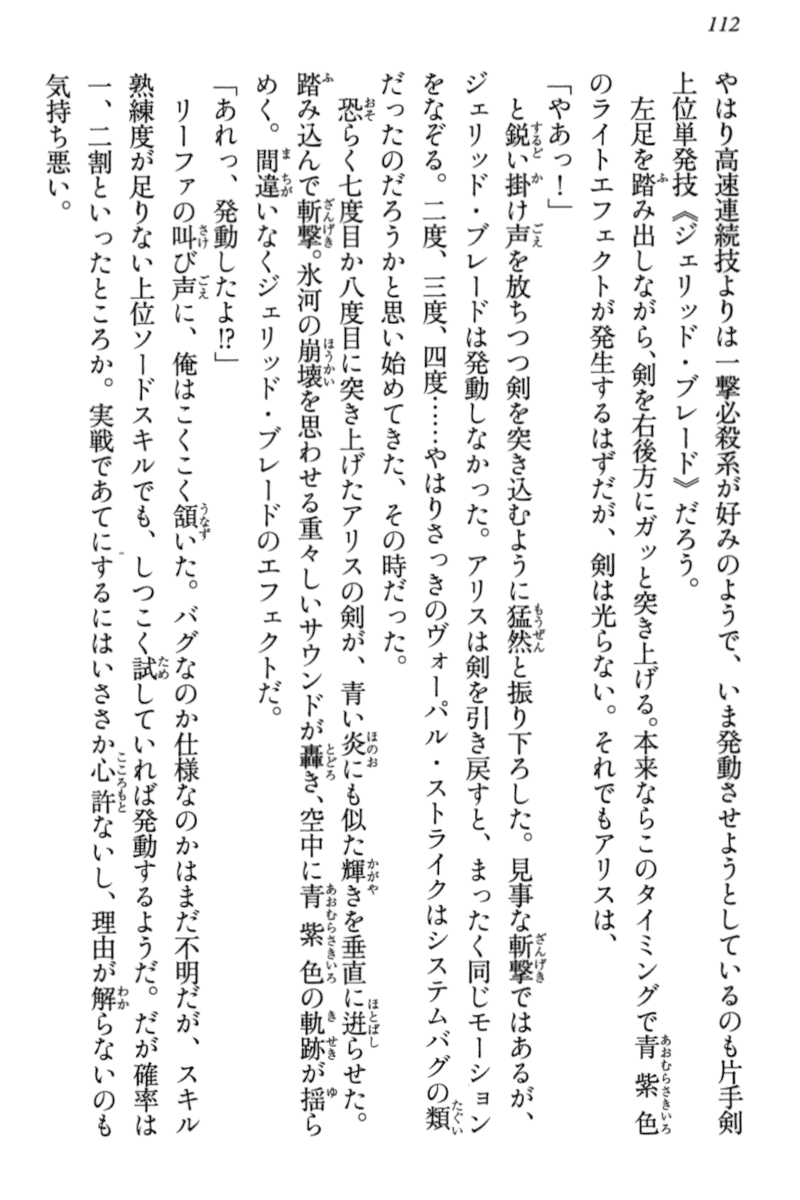 112
やはり高速連続技よりは一撃必殺系が好みのようで、いま発動させようとしているのも片手剣
上位単発技《ジェリッド・ブレード》だろう。
左足を踏み出しながら、剣を右後方にガッと突き上げる。本来ならこのタイミングで青紫色
のライトエフェクトが発生するはずだが、剣は光らない。それでもアリスは、
「やあっ！」
と鋭い掛け声を放ちつつ剣を突き込むように猛然と振り下ろした。見事な斬撃ではあるが、
ジェリッド・ブレードは発動しなかった。アリスは剣を引き戻すと、まったく同じモーション
をなぞる。二度、三度、四度……やはりさっきのヴォーパル・ストライクはシステムバグの類
だったのだろうかと思い始めてきた、その時だった。
恐らく七度目か八度目に突き上げたアリスの剣が、青い炎にも似た輝きを垂直に迸らせた。
踏み込んで斬撃。氷河の崩壊を思わせる重々しいサウンドが轟き、空中に青紫色の軌跡が揺ら
めく。間違いなくジェリッド・ブレードのエフェクトだ。
「あれっ、発動したよ!?」
リーファの叫び声に、俺はこくこく頷いた。バグなのか仕様なのかはまだ不明だが、スキル
熟練度が足りない上位ソードスキルでも、しつこく試していれば発動するようだ。だが確率は
一、二割といったところか。実戦であてにするにはいささか心許ないし、理由が解らないのも
気持ち悪い。